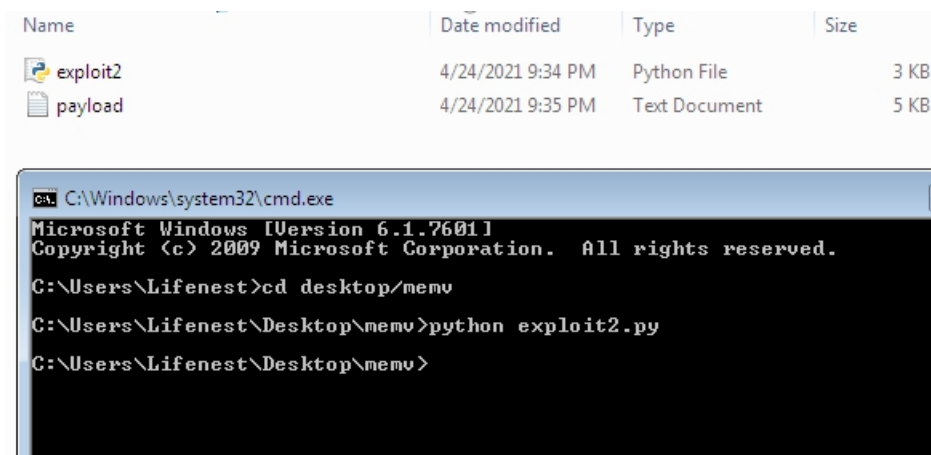 Name Date modified Type Size
exploit2 4/24/2021 9:34 PM Python File 3 KB
payload 4/24/2021 9:35 PM Text Document 5 KB
C:\Windows\system32\cmd.exe
Microsoft Windows [Version 6.1.7601]
Copyright (c) 2009 Microsoft Corporation. All rights reserved.
C:\Users\Lifenest>cd desktop/memv
C:\Users\Lifenest\Desktop\memv>python exploit2.py
C:\Users\Lifenest\Desktop\memv>